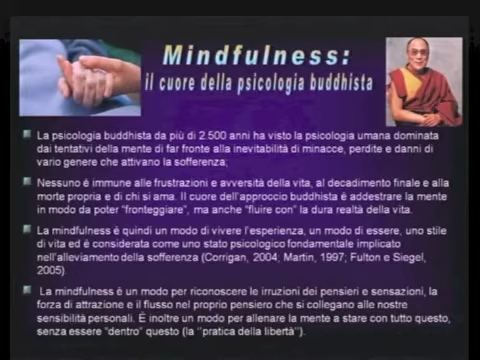 Mindfulness:
il cuore della psicologia buddhista
La psicologia buddhista da più di 2.500 anni ha visto la psicologia umana dominata
dai tentativi della mente di far fronte alla inevitabilità di minacce, perdite e danni di
vario genere che attivano la sofferenza;
Nessuno è immune alle frustrazioni e avversità della vita, al decadimento finale e alla
morte propria e di chi si ama. Il cuore dell'approccio buddhista è addestrare la mente
in modo da poter "fronteggiare", ma anche "fluire con" la dura realtà della vita.
La mindfulness è quindi un modo di vivere l'esperienza, un modo di essere, uno stile
di vita ed è considerata come uno stato psicologico fondamentale implicato
nell'alleviamento della sofferenza (Corrigan, 2004; Martin, 1997; Fulton e Siegel,
2005).
La mindfulness è un modo per riconoscere le irruzioni dei pensieri e sensazioni, la
forza di attrazione e il flusso nel proprio pensiero che si collegano alle nostre
sensibilità personali. È inoltre un modo per allenare la mente a stare con tutto questo,
senza essere "dentro" questo (la "pratica della libertà").